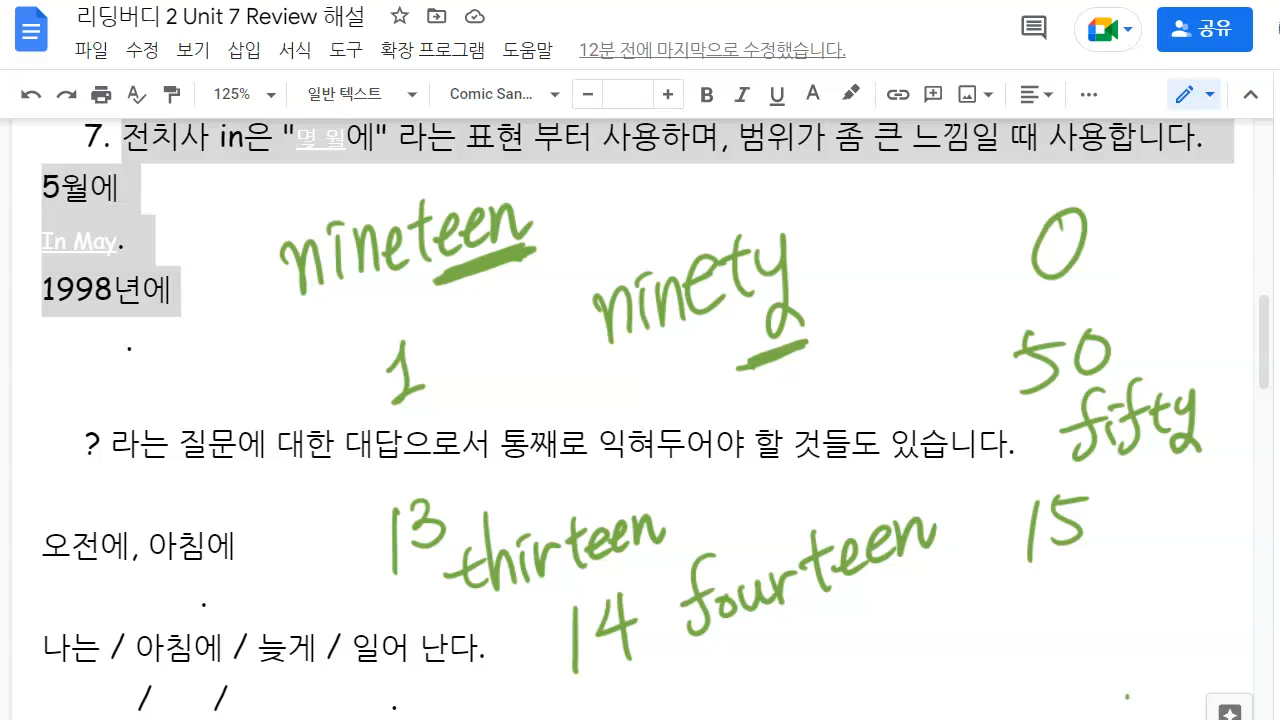 리딩버디 2 Unit 7 Review 해설
파일 수정 보기 삽입 서식 도구 확장 프로그램 도움말 12분 전에 마지막으로 수정했습니다.
공유
125% 일반 텍스트 Comic San... − + B I U A
7. 전치사 in은 "몇 월에" 라는 표현 부터 사용하며, 범위가 좀 큰 느낌일 때 사용합니다.
5월에
In May.
nineteen
ninety
0
1998년에
.
1
50
fifty
? 라는 질문에 대한 대답으로서 통째로 익혀두어야 할 것들도 있습니다.
13 thirteen
15
오전에, 아침에
.
14 fourteen
나는 / 아침에 / 늦게 / 일어 난다.
/ / .